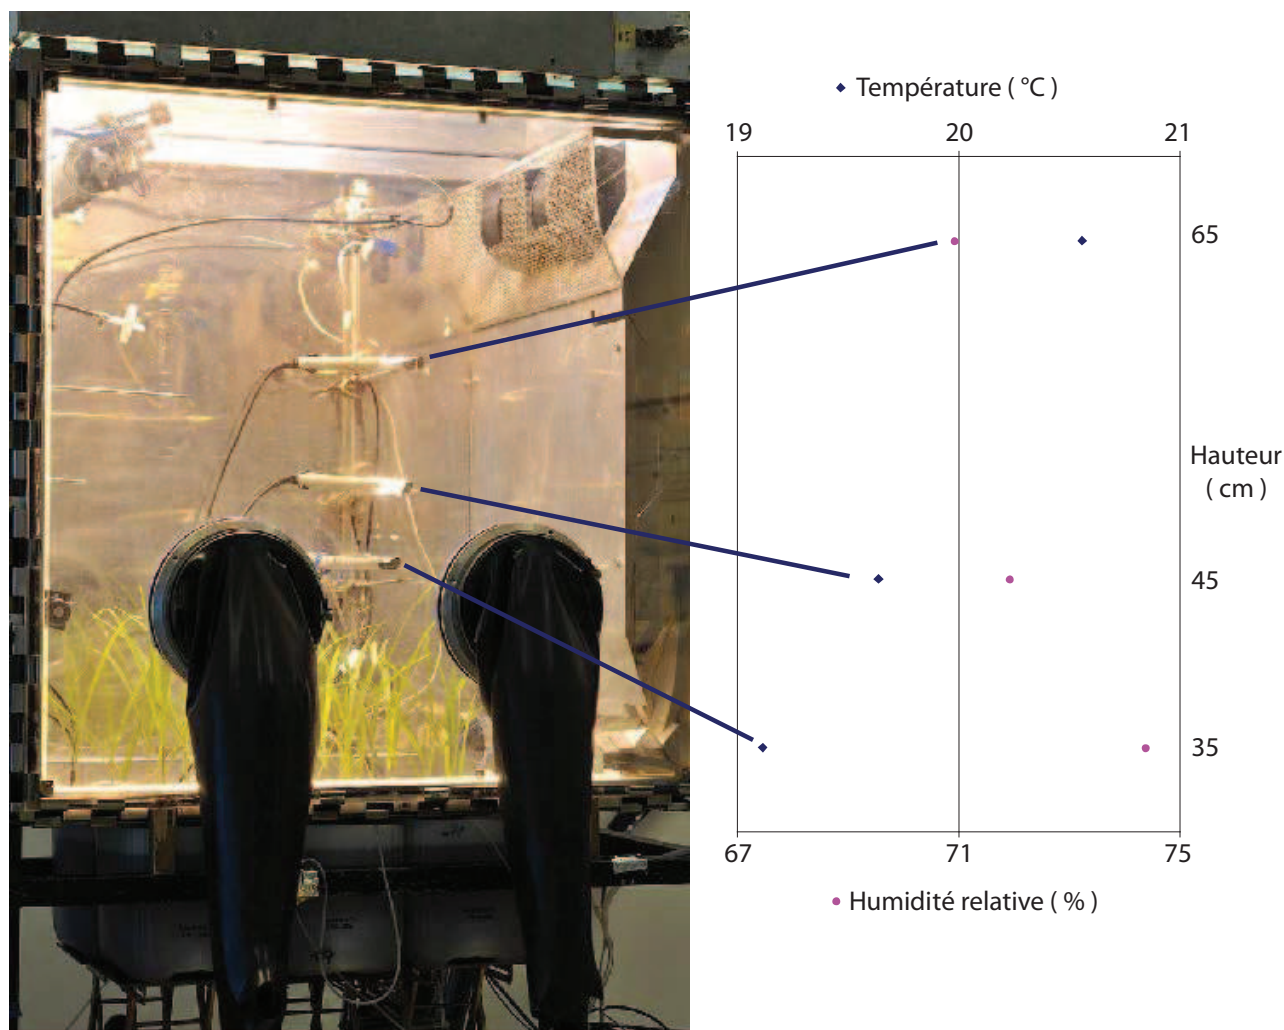 Température ( °C )
19 20 21
65
Hauteur
( cm )
45
35
67 71 75
Humidité relative ( % )